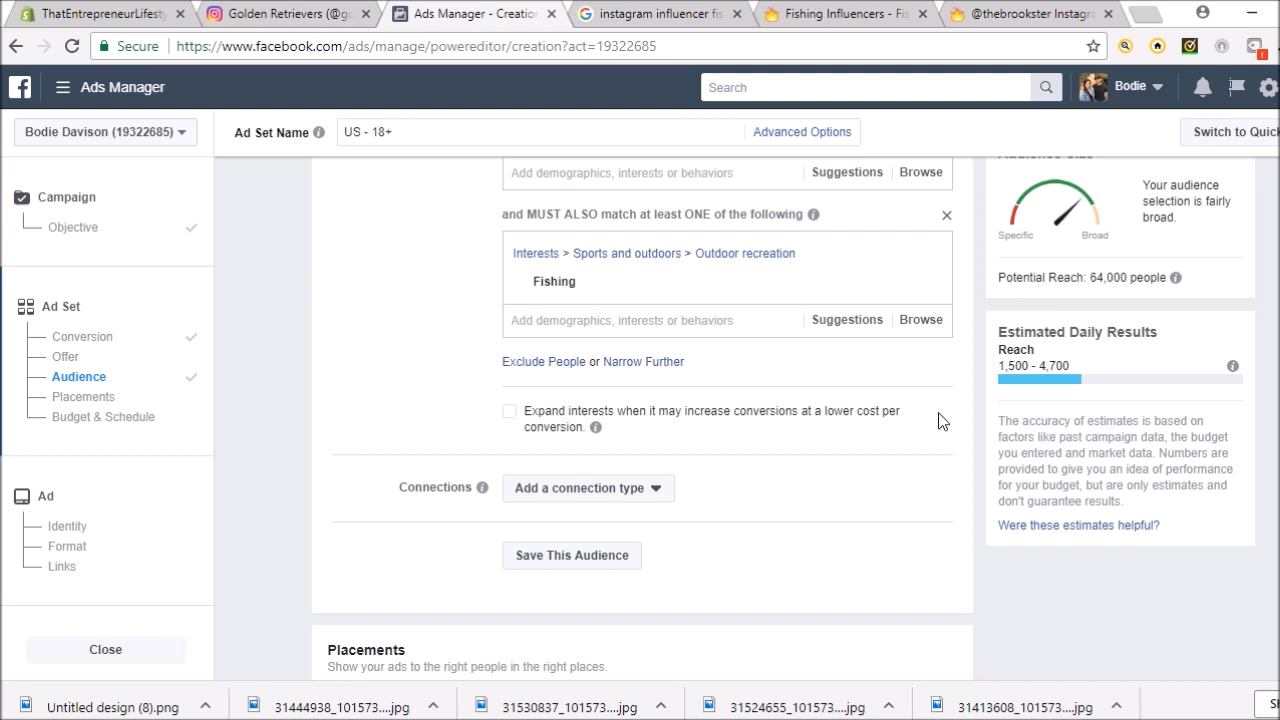 ThatEntrepreneurLifesty
Golden Retrievers (@go
Ads Manager - Creation
instagram influencer fis
Fishing Influencers - Fis
@thebrookster Instagra
Secure
https://www.facebook.com/ads/manage/powereditor/creation?act=19322685
Ads Manager
Search
Bodie
Bodie Davison (19322685)
Ad Set Name
US - 18+
Advanced Options
Switch to Quic
Campaign
Objective
Ad Set
Conversion
Offer
Audience
Placements
Budget & Schedule
Ad
Identity
Format
Links
Close
Add demographics, interests or behaviors
Suggestions
Browse
and MUST ALSO match at least ONE of the following
Interests > Sports and outdoors > Outdoor recreation
Fishing
Add demographics, interests or behaviors
Suggestions
Browse
Exclude People or Narrow Further
Expand interests when it may increase conversions at a lower cost per
conversion.
Connections
Add a connection type
Save This Audience
Placements
Show your ads to the right people in the right places.
Audience Size
Specific
Broad
Your audience
selection is fairly
broad.
Potential Reach: 64,000 people
Estimated Daily Results
Reach
1,500 - 4,700
The accuracy of estimates is based on
factors like past campaign data, the budget
you entered and market data. Numbers are
provided to give you an idea of performance
for your budget, but are only estimates and
don't guarantee results.
Were these estimates helpful?
Untitled design (8).png
31444938_101573....jpg
31530837_101573....jpg
31524655_101573....jpg
31413608_101573....jpg
S